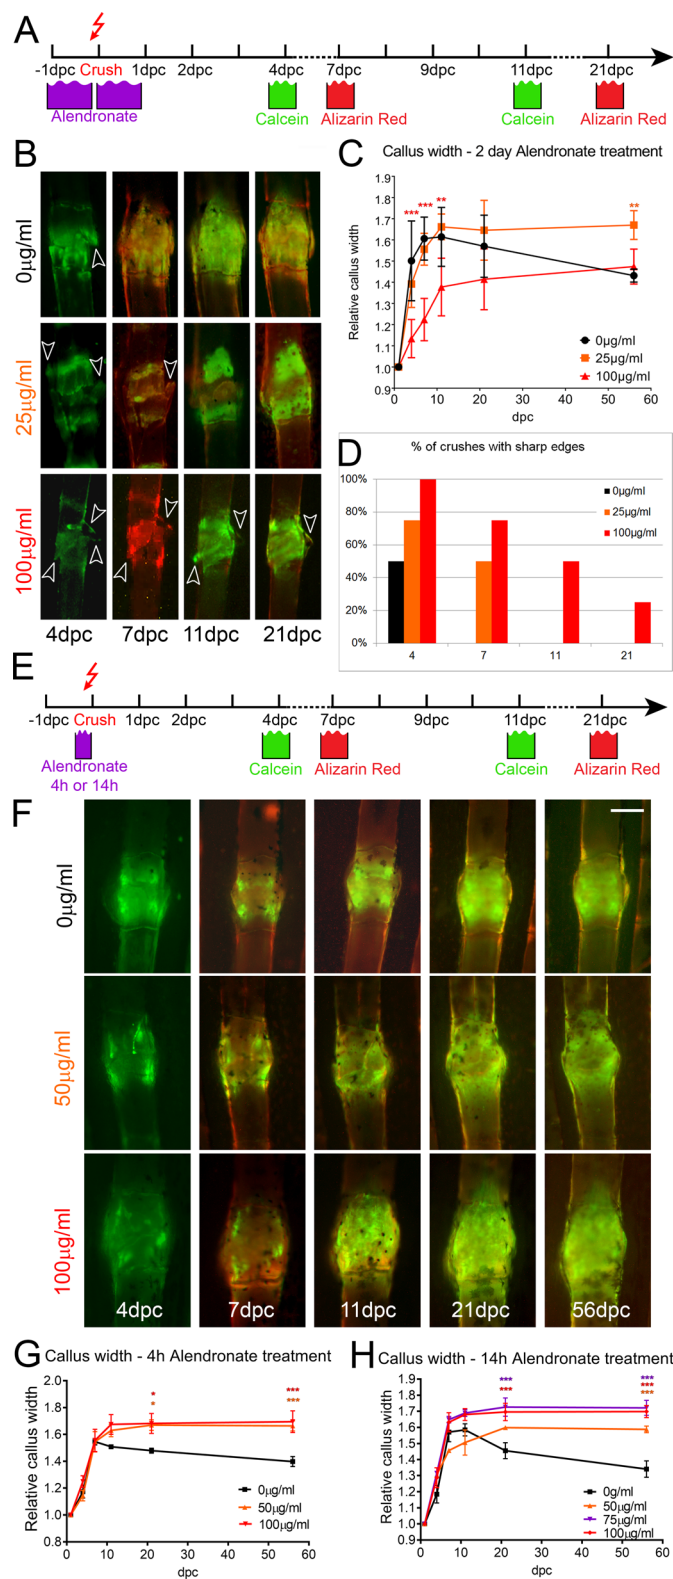 A
-1dpc Crush 1dpc 2dpc 4dpc 7dpc 9dpc 11dpc 21dpc
Alendronate Calcein Alizarin Red Calcein Alizarin Red
B
0µg/ml
25µg/ml
100µg/ml
4dpc 7dpc 11dpc 21dpc
C Callus width - 2 day Alendronate treatment
Relative callus width
1.9
1.8
1.7
1.6
1.5
1.4
1.3
1.2
1.1
1.0
0.9
*** *** ** **
0µg/ml
25µg/ml
100µg/ml
0 10 20 30 40 50 60
dpc
D % of crushes with sharp edges
100%
80%
60%
40%
20%
0%
0µg/ml
25µg/ml
100µg/ml
4 7 11 21
E
-1dpc Crush 1dpc 2dpc 4dpc 7dpc 9dpc 11dpc 21dpc
Alendronate Calcein Alizarin Red Calcein Alizarin Red
4h or 14h
F
0µg/ml
50µg/ml
100µg/ml
4dpc 7dpc 11dpc 21dpc 56dpc
G Callus width - 4h Alendronate treatment
Relative callus width
2.0
1.8
1.6
1.4
1.2
1.0
0.8
* ***
* ***
0µg/ml
50µg/ml
100µg/ml
0 10 20 30 40 50 60
dpc
H Callus width - 14h Alendronate treatment
Relative callus width
1.9
1.8
1.7
1.6
1.5
1.4
1.3
1.2
1.1
1.0
0.9
*** ***
*** ***
***
0g/ml
50µg/ml
75µg/ml
100µg/ml
0 10 20 30 40 50 60
dpc